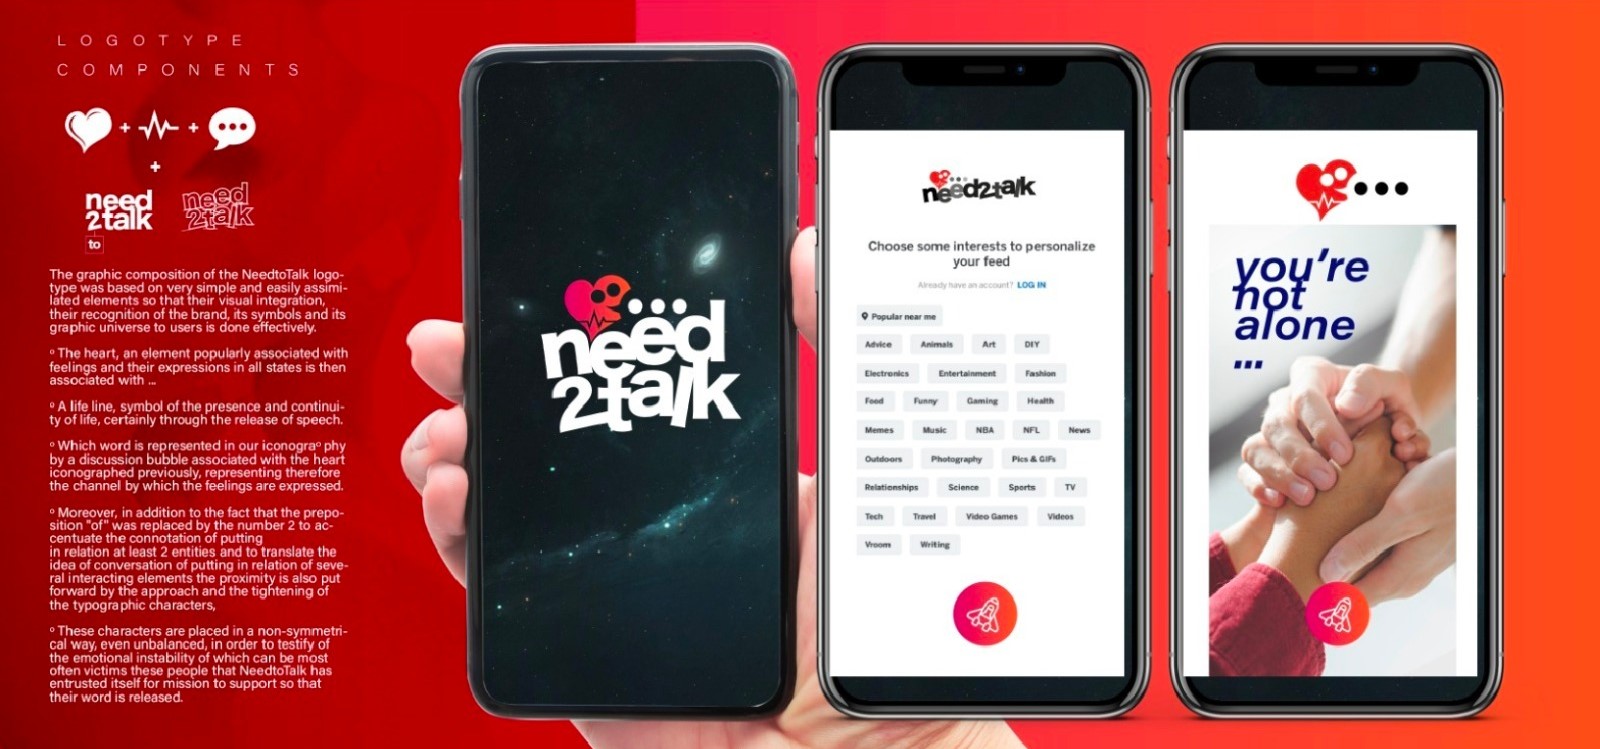 LOGOTYPE
COMPONENTS
need
2talk
to
need
2talk
The graphic composition of the NeedtoTalk logo-
type was based on very simple and easily assimi-
lated elements so that their visual integration,
their recognition of the brand, its symbols and its
graphic universe to users is done effectively.
º The heart, an element popularly associated with
feelings and their expressions in all states is then
associated with ...
º A life line, symbol of the presence and continui-
ty of life, certainly through the release of speech.
º Which word is represented in our iconograº phy
by a discussion bubble associated with the heart
iconographed previously, representing therefore
the channel by which the feelings are expressed.
º Moreover, in addition to the fact that the prepo-
sition "of" was replaced by the number 2 to ac-
centuate the connotation of putting
in relation at least 2 entities and to translate the
idea of conversation of putting in relation of seve-
ral interacting elements the proximity is also put
forward by the approach and the tightening of
the typographic characters,
º These characters are placed in a non-symmetri-
cal way, even unbalanced, in order to testify of
the emotional instability of which can be most
often victims these people that NeedtoTalk has
entrusted itself for mission to support so that
their word is released.
need
2talk
need2talk
Choose some interests to personalize
your feed
Already have an account? LOG IN
Popular near me
Advice Animals Art DIY
Electronics Entertainment Fashion
Food Funny Gaming Health
Memes Music NBA NFL News
Outdoors Photography Pics & GIFs
Relationships Science Sports TV
Tech Travel Video Games Videos
Vroom Writing
you're
not
alone
...